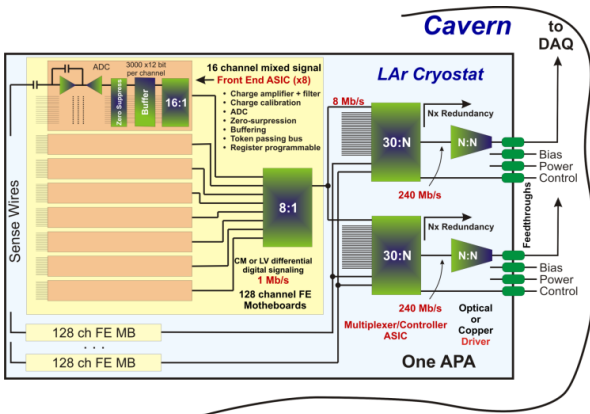 Cavern
to
DAQ
LAr Cryostat
ADC
3000 x12 bit
per channel
Zero Suppress
Buffer
16:1
16 channel mixed signal
Front End ASIC (x8)
• Charge amplifier + filter
• Charge calibration
• ADC
• Zero-surpression
• Buffering
• Token passing bus
• Register programmable
8 Mb/s
30:N
Nx Redundancy
N:N
240 Mb/s
Bias
Power
Control
Feedthroughs
Sense Wires
8:1
CM or LV differential
digital signaling
1 Mb/s
128 channel FE
Motheboards
30:N
Nx Redundancy
N:N
240 Mb/s
Bias
Power
Control
Multiplexer/Controller
ASIC
Optical
or
Copper
Driver
128 ch FE MB
. . .
128 ch FE MB
One APA